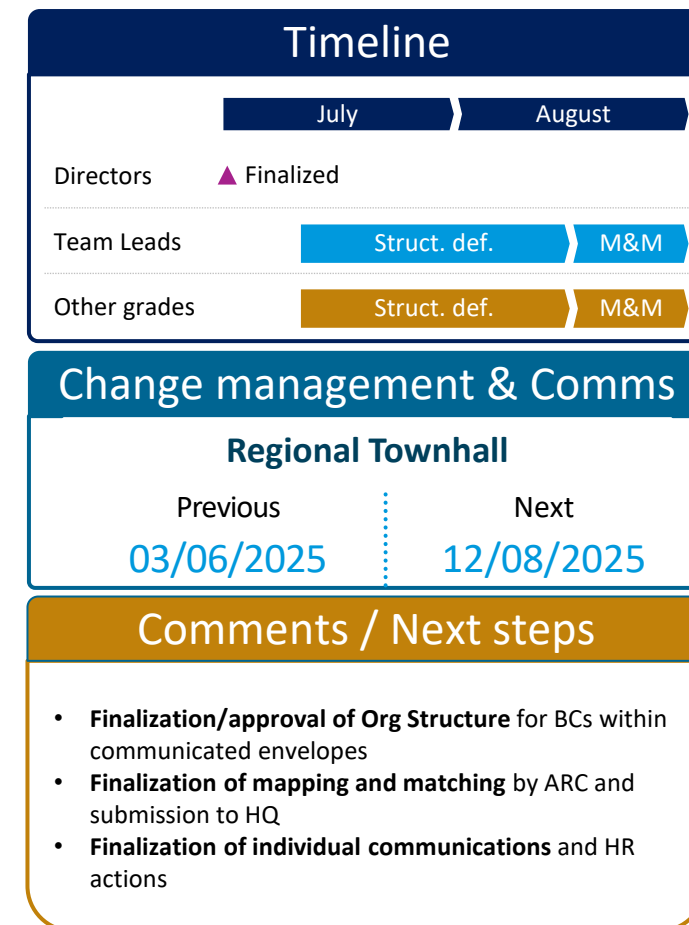 Timeline
July August
Directors Finalized
Team Leads Struct. def. M&M
Other grades Struct. def. M&M
Change management & Comms
Regional Townhall
Previous Next
03/06/2025 12/08/2025
Comments / Next steps
• Finalization/approval of Org Structure for BCs within
communicated envelopes
• Finalization of mapping and matching by ARC and
submission to HQ
• Finalization of individual communications and HR
actions